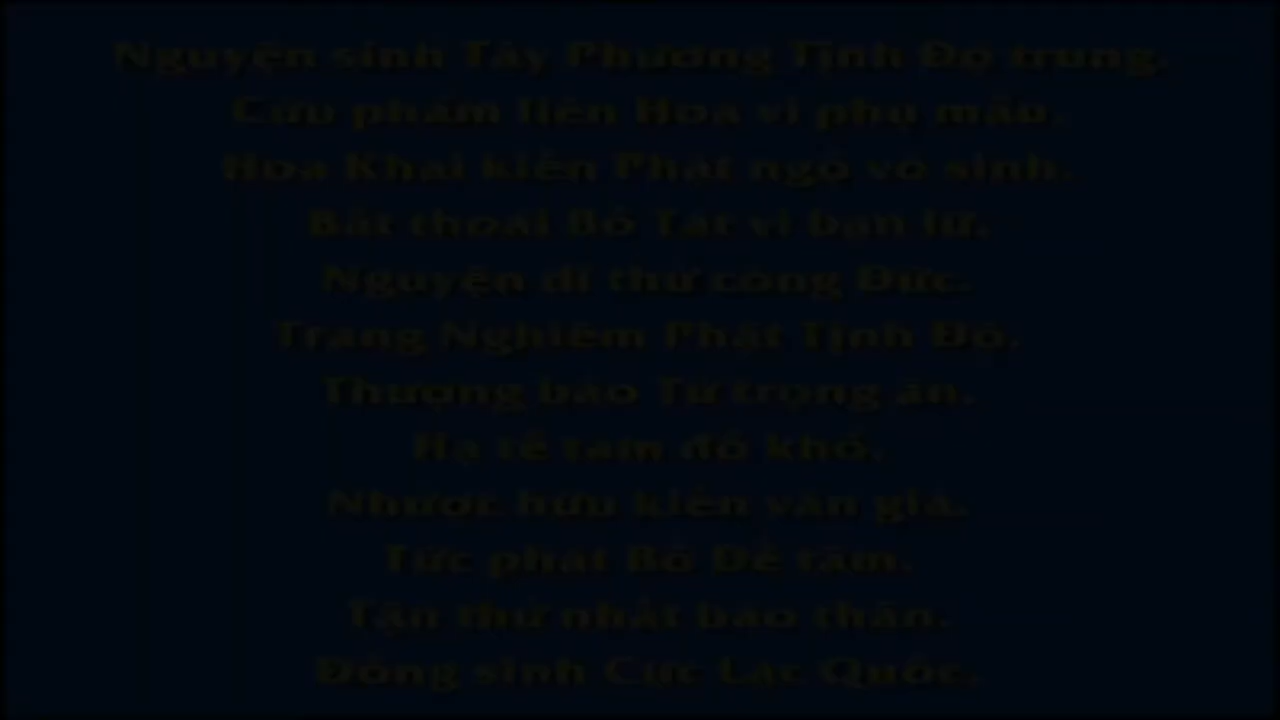 Nguyện sinh Tây Phương Tịnh Độ trung.
Cửu phẩm liên Hoa vi phụ mẫu.
Hoa Khai kiến Phật ngộ vô sinh.
Bất thoái Bồ Tát vi bạn lữ.
Nguyện dĩ thử công Đức.
Trang Nghiêm Phật Tịnh Độ.
Thượng báo Tứ trọng ân.
Hạ tế tam đồ khổ.
Nhược hữu kiến văn giả.
Tức phát Bồ Đề tâm.
Tận thử nhất báo thân.
Đồng sinh Cực Lạc Quốc.